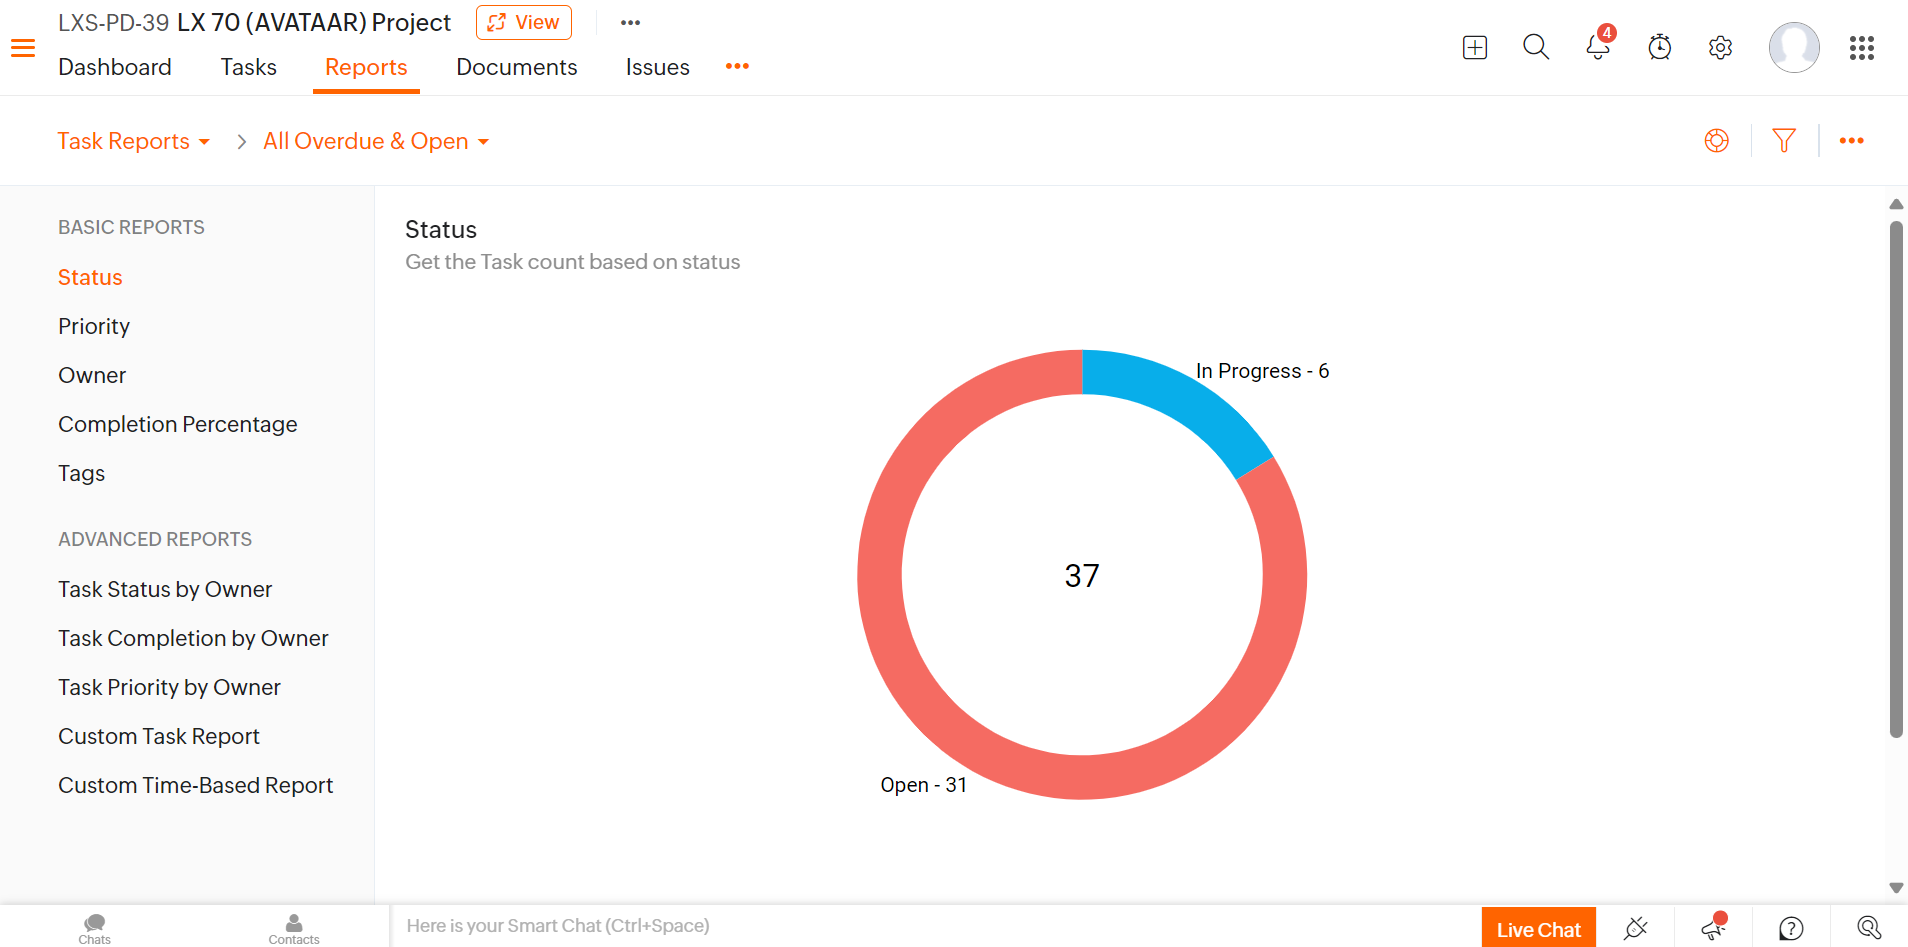 LXS-PD-39 LX 70 (AVATAAR) Project View
Dashboard Tasks Reports Documents Issues
4
Task Reports > All Overdue & Open
BASIC REPORTS
Status
Priority
Owner
Completion Percentage
Tags
ADVANCED REPORTS
Task Status by Owner
Task Completion by Owner
Task Priority by Owner
Custom Task Report
Custom Time-Based Report
Status
Get the Task count based on status
In Progress - 6
37
Open - 31
Chats
Contacts
Here is your Smart Chat (Ctrl+Space)
Live Chat